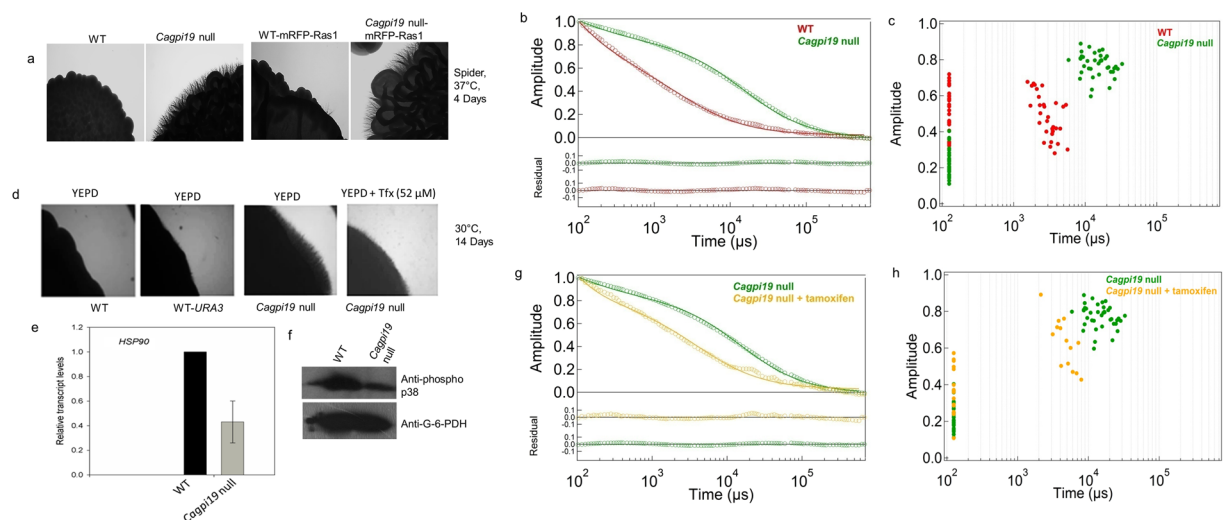 a
WT
Cagpi19 null
WT-mRFP-Ras1
Cagpi19 null-
mRFP-Ras1
Spider,
37°C,
4 Days
b
WT
Cagpi19 null
Amplitude
1.0
0.8
0.6
0.4
0.2
0.0
Residual
0.1
-0.1
0.1
-0.1
10²
10³
10⁴
10⁵
Time (µs)
c
WT
Cagpi19 null
Amplitude
1.0
0.8
0.6
0.4
0.2
0.0
10²
10³
10⁴
10⁵
Time (µs)
d
YEPD
YEPD
YEPD
YEPD + Tfx (52 µM)
30°C,
14 Days
WT
WT-URA3
Cagpi19 null
Cagpi19 null
e
HSP90
Relative transcript levels
1.2
1.0
0.8
0.6
0.4
0.2
0.0
WT
Cagpi19 null
f
WT
Cagpi19
null
Anti-phospho
p38
Anti-G-6-PDH
g
Cagpi19 null
Cagpi19 null + tamoxifen
Amplitude
1.0
0.8
0.6
0.4
0.2
0.0
Residual
0.1
-0.1
0.1
-0.1
10²
10³
10⁴
10⁵
Time (µs)
h
Cagpi19 null
Cagpi19 null + tamoxifen
Amplitude
1.0
0.8
0.6
0.4
0.2
0.0
10²
10³
10⁴
10⁵
Time (µs)